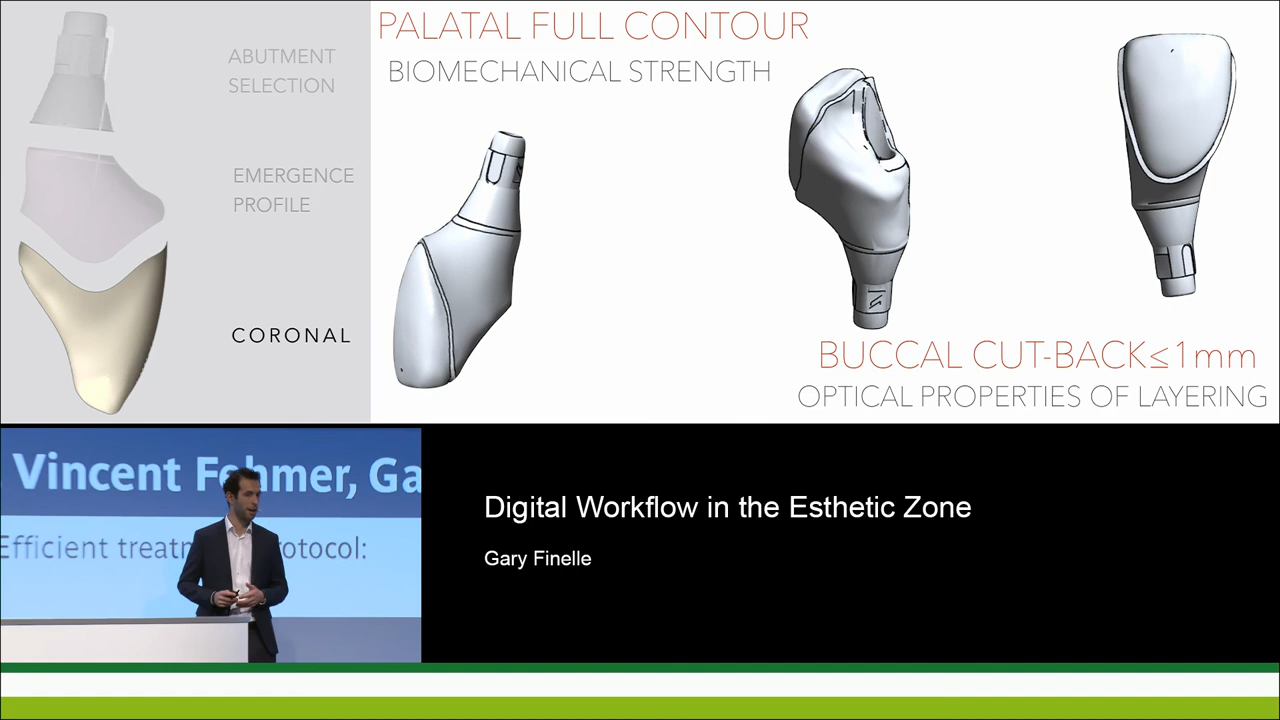 ABUTMENT
SELECTION
EMERGENCE
PROFILE
CORONAL
PALATAL FULL CONTOUR
BIOMECHANICAL STRENGTH
BUCCAL CUT-BACK≤1mm
OPTICAL PROPERTIES OF LAYERING
Vincent Fehmer, Ga
Efficient treatm rotocol:
Digital Workflow in the Esthetic Zone
Gary Finelle